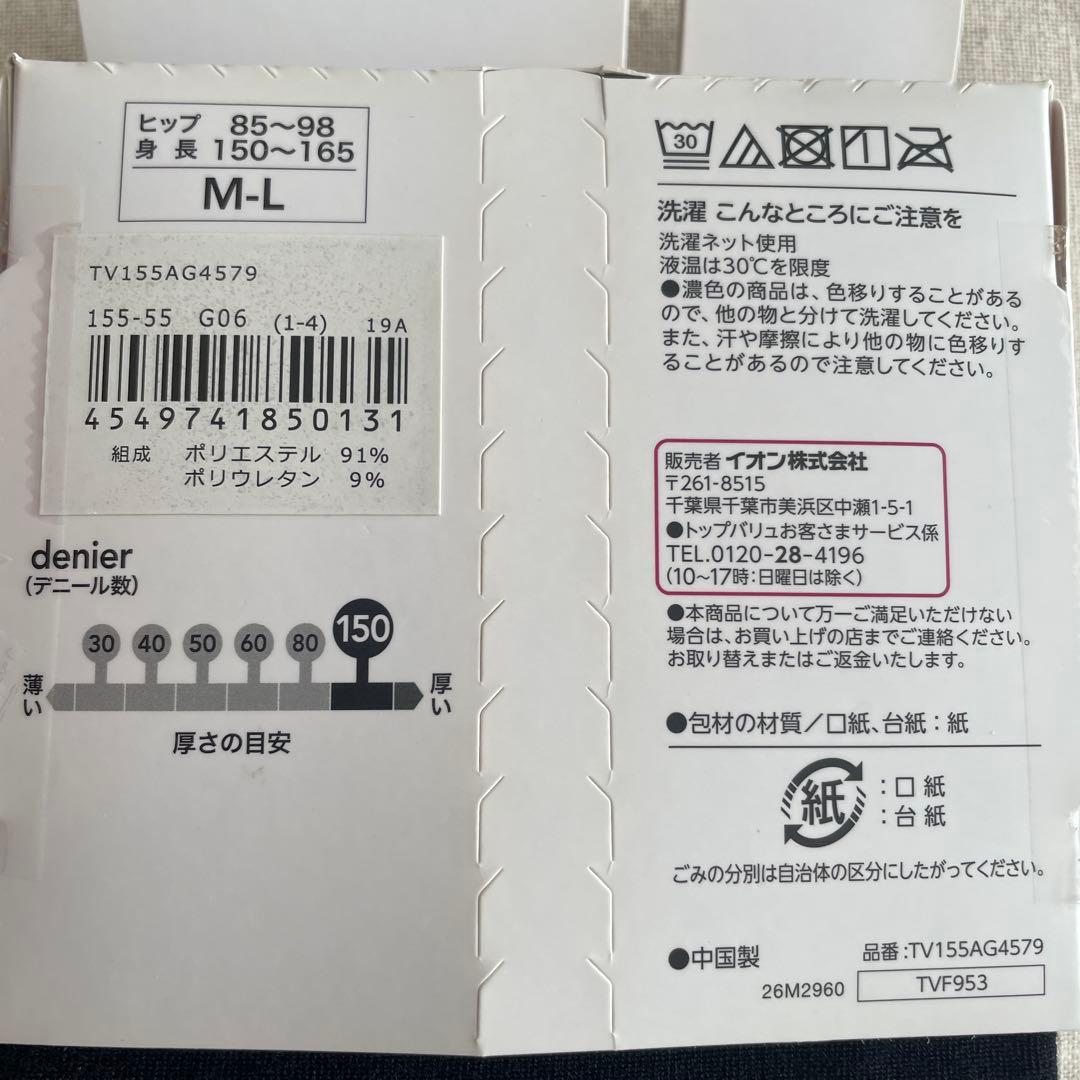 ヒップ 85〜98
身長 150〜165
M-L
TV155AG4579
155-55 G06 (1-4) 19A
4549741850131
組成 ポリエステル 91%
ポリウレタン 9%
denier
(デニール数)
30 40 50 60 80 150
薄い 厚い
厚さの目安
30
洗濯 こんなところにご注意を
洗濯ネット使用
液温は30℃を限度
●濃色の商品は、色移りすることがある
ので、他の物と分けて洗濯してください。
また、汗や摩擦により他の物に色移りす
ることがあるので注意してください。
販売者 イオン株式会社
〒261-8515
千葉県千葉市美浜区中瀬1-5-1
●トップバリュお客さまサービス係
TEL.0120-28-4196
(10〜17時:日曜日は除く)
●本商品について万一ご満足いただけない
場合は、お買い上げの店までご連絡ください。
お取り替えまたはご返金いたします。
●包材の材質/口紙、台紙:紙
紙 :口紙
:台紙
ごみの分別は自治体の区分にしたがってください。
●中国製
品番:TV155AG4579
26M2960 TVF953